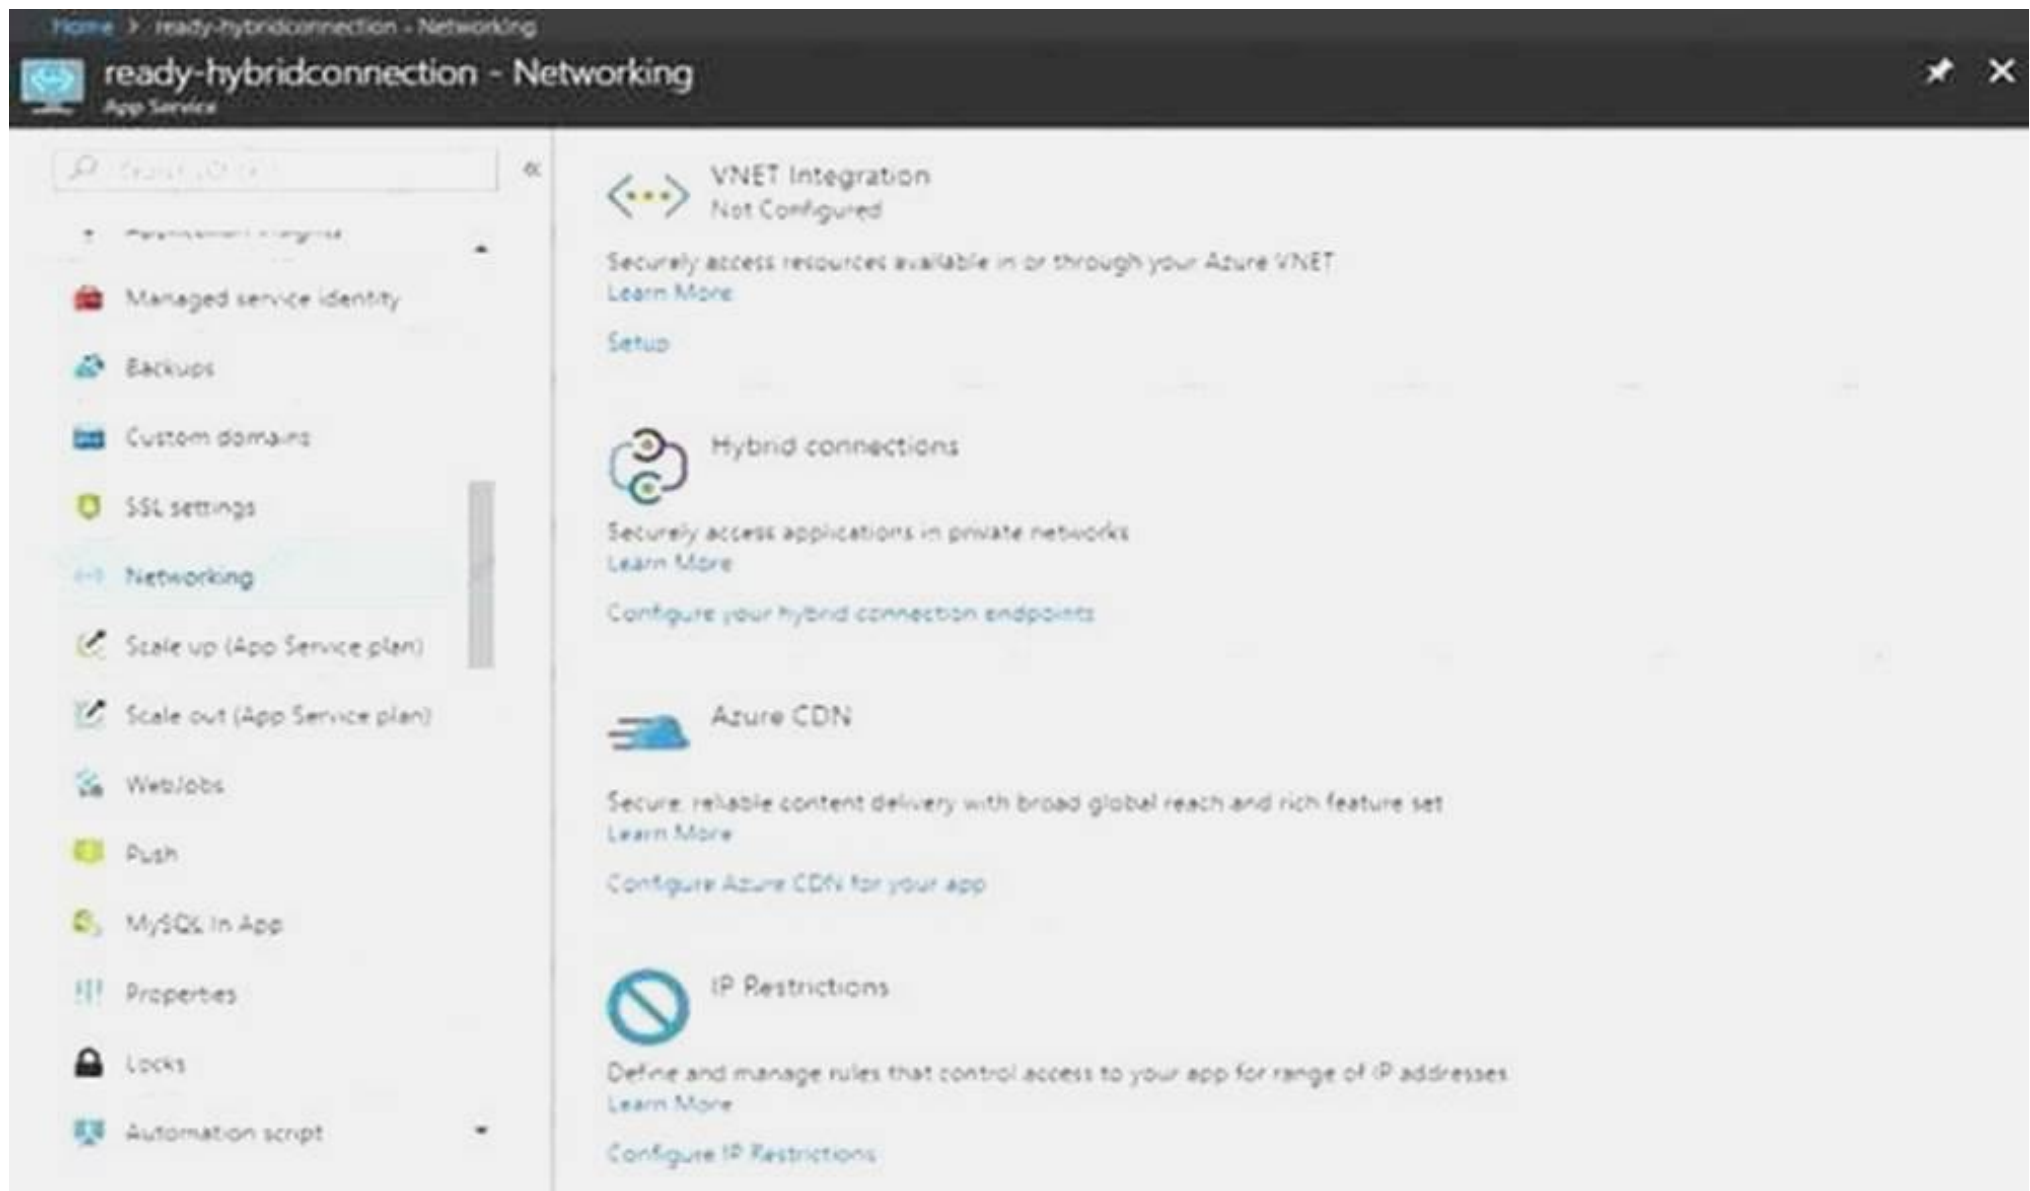 Home > ready-hybridconnection - Networking
ready-hybridconnection - Networking
App Service
Managed service identity
Backups
Custom domains
SSL settings
Networking
Scale up (App Service plan)
Scale out (App Service plan)
WebJobs
Push
MySQL In App
Properties
Locks
Automation script
VNET Integration
Not Configured
Securely access resources available in or through your Azure VNET
Learn More
Setup
Hybrid connections
Securely access applications in private networks
Learn More
Configure your hybrid connection endpoints
Azure CDN
Secure, reliable content delivery with broad global reach and rich feature set
Learn More
Configure Azure CDN for your app
IP Restrictions
Define and manage rules that control access to your app for range of IP addresses
Learn More
Configure IP Restrictions